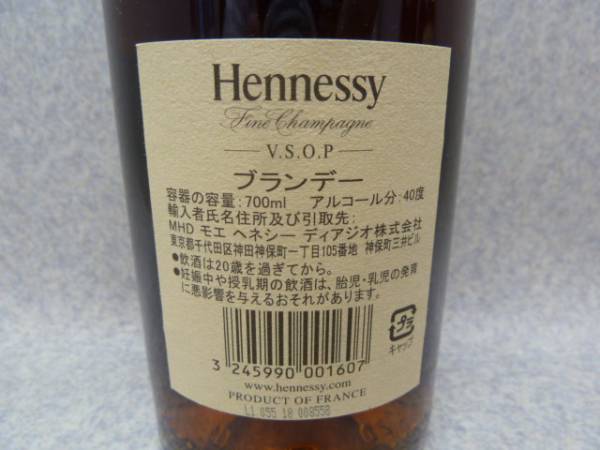 Hennessy
Fine Champagne
V.S.O.P
ブランデー
容器の容量:700ml アルコール分:40度
輸入者氏名住所及び引取先:
MHD モエ ヘネシー ディアジオ株式会社
東京都千代田区神田神保町一丁目105番地 神保町三井ビル
●飲酒は20歳を過ぎてから。
●妊娠中や授乳期の飲酒は、胎児・乳児の発育
に悪影響を与えるおそれがあります。
プラ
キャップ
3 245990 001607
www.hennessy.com
PRODUCT OF FRANCE
L1 055 18 008558